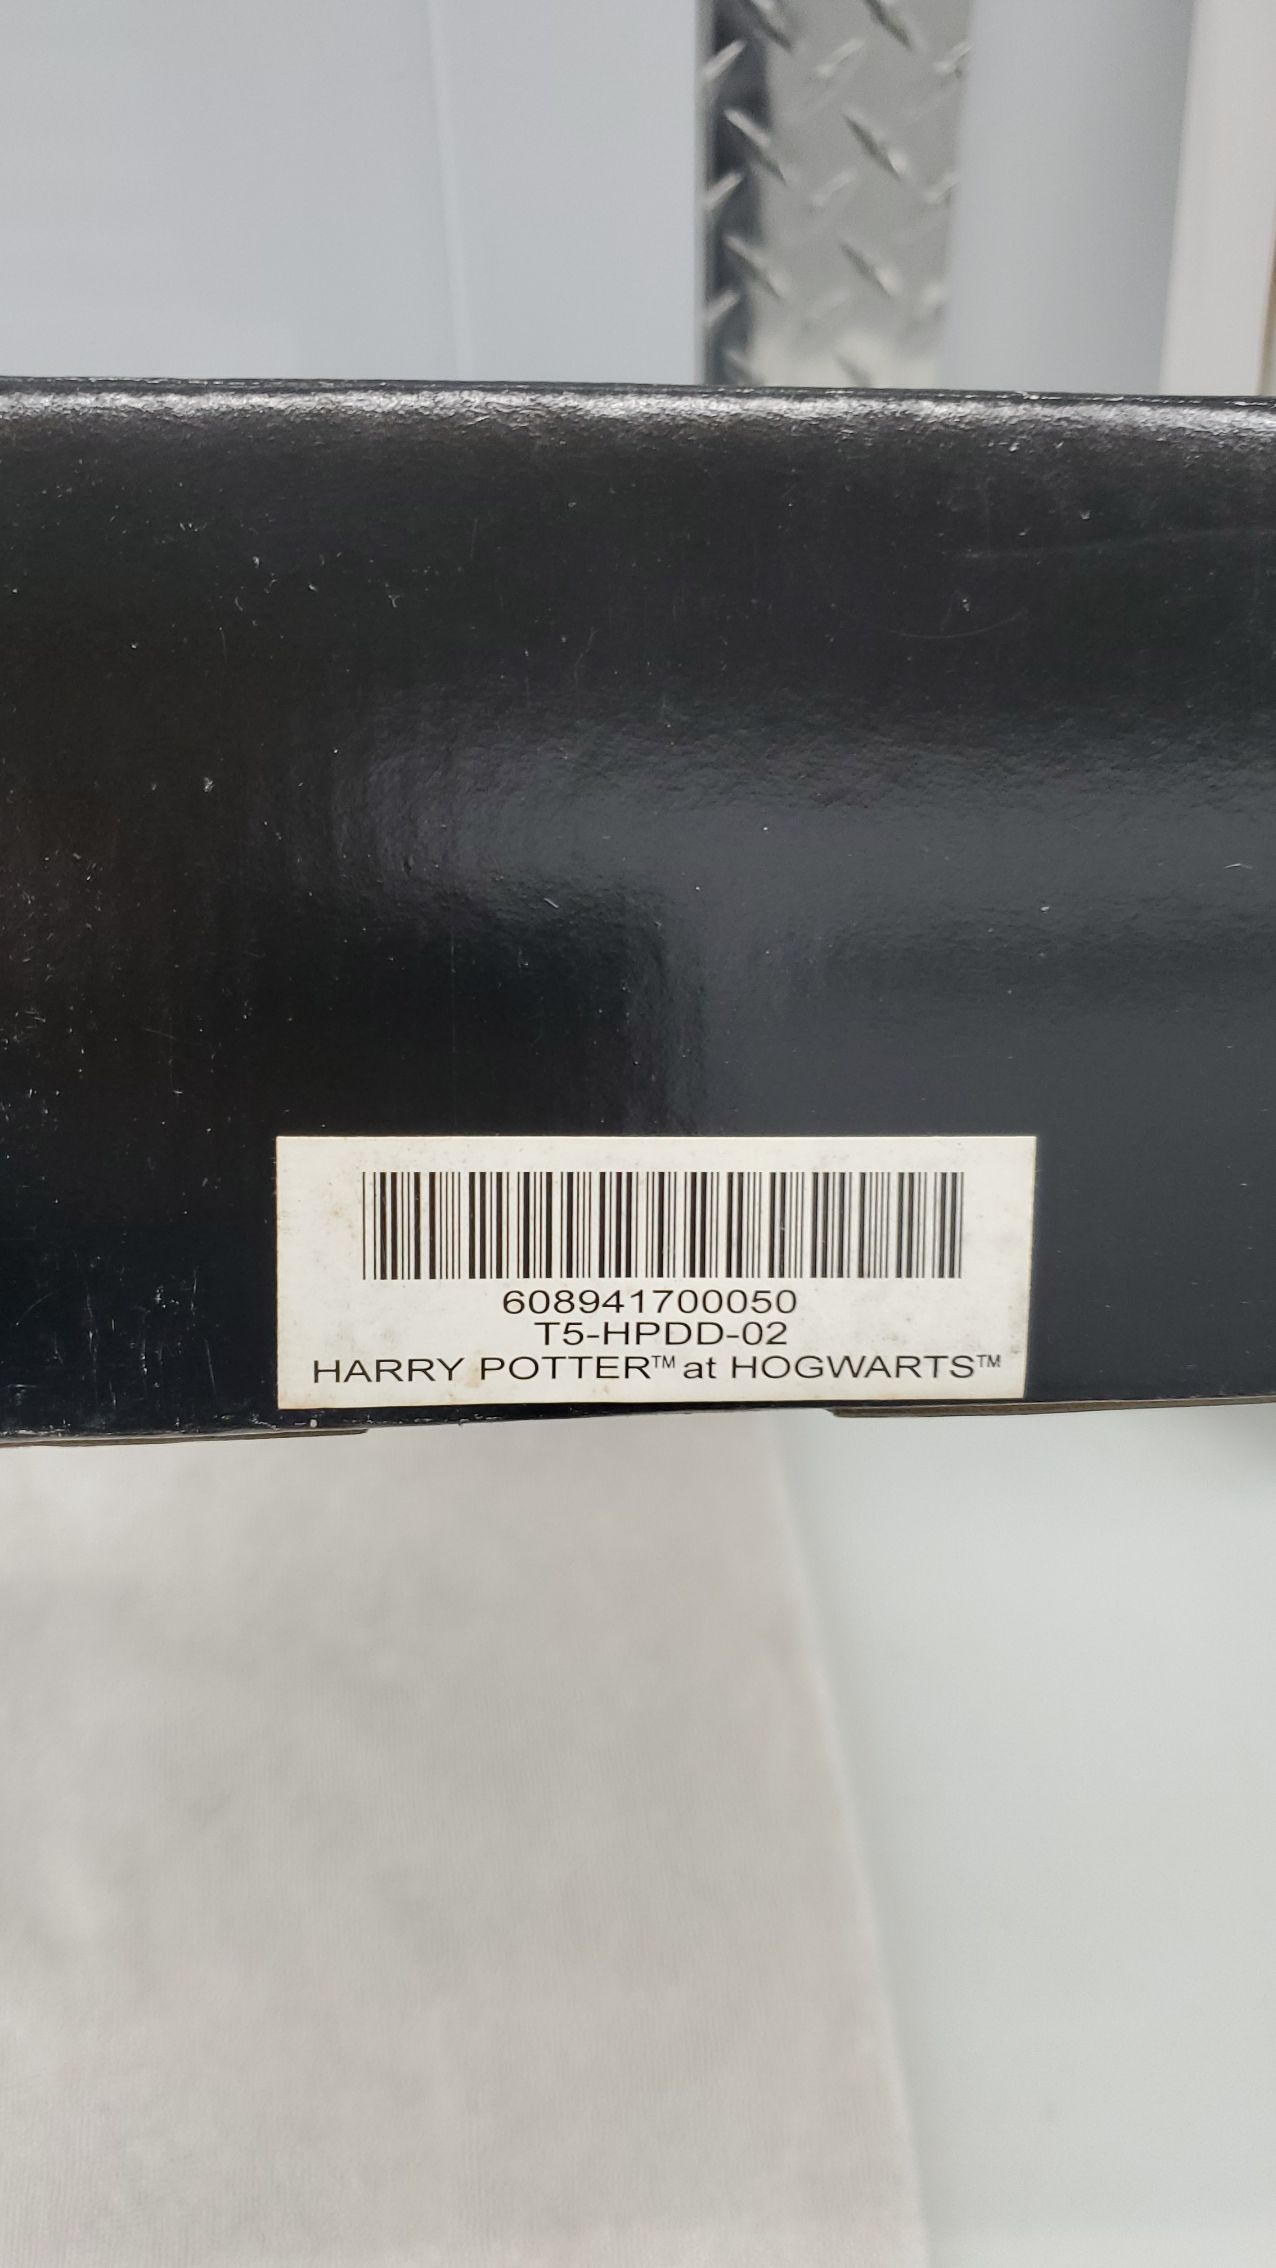 608941700050
T5-HPDD-02
HARRY POTTER™ at HOGWARTS™